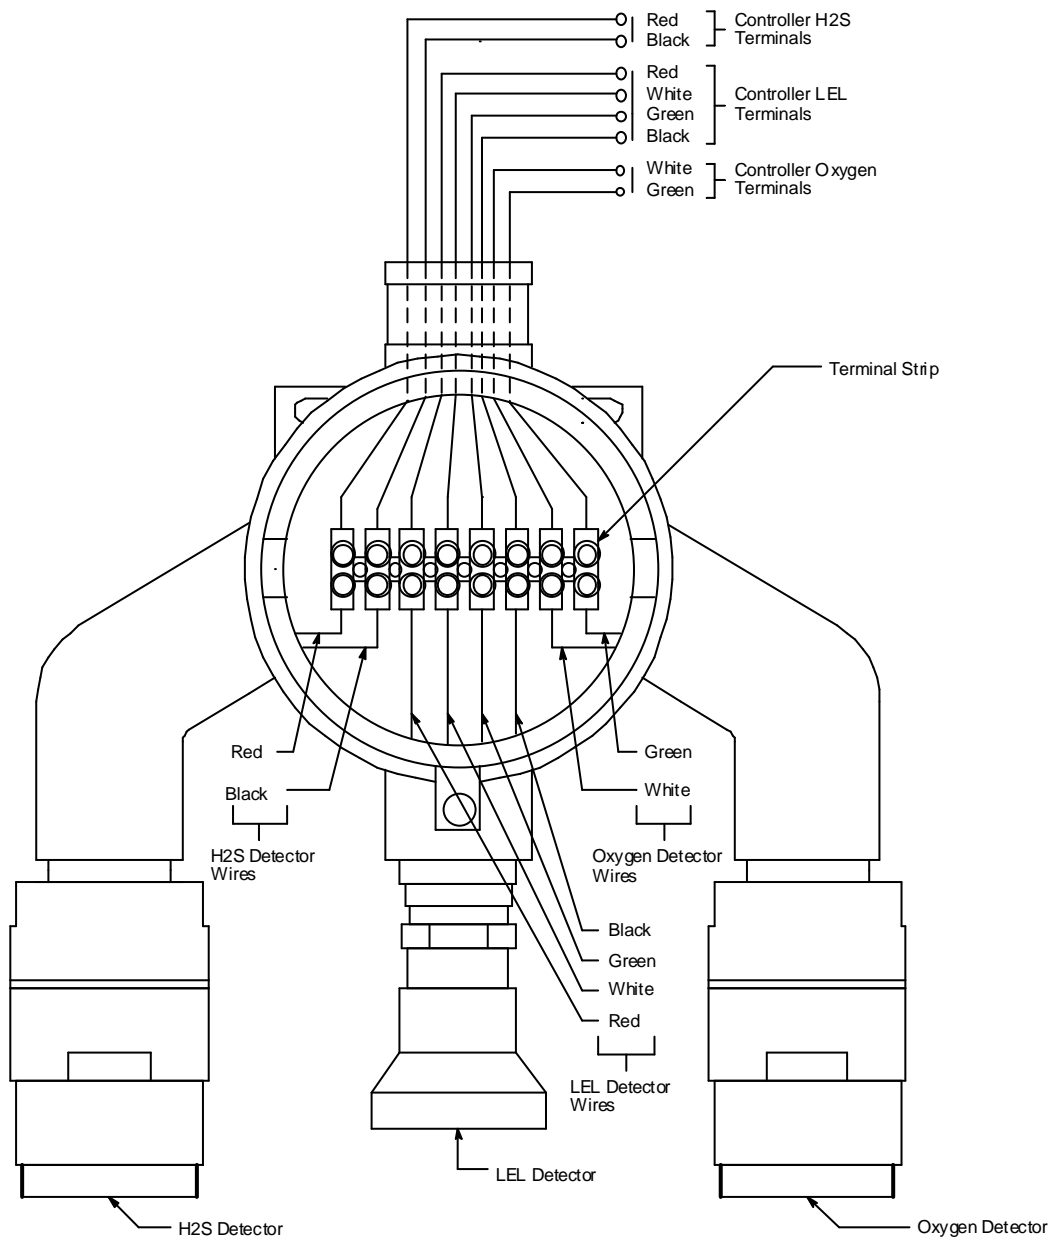 Red
Black
Controller H2S
Terminals
Red
White
Green
Black
Controller LEL
Terminals
White
Green
Controller Oxygen
Terminals
Terminal Strip
Red
Black
H2S Detector
Wires
Green
White
Oxygen Detector
Wires
Black
Green
White
Red
LEL Detector
Wires
LEL Detector
H2S Detector
Oxygen Detector